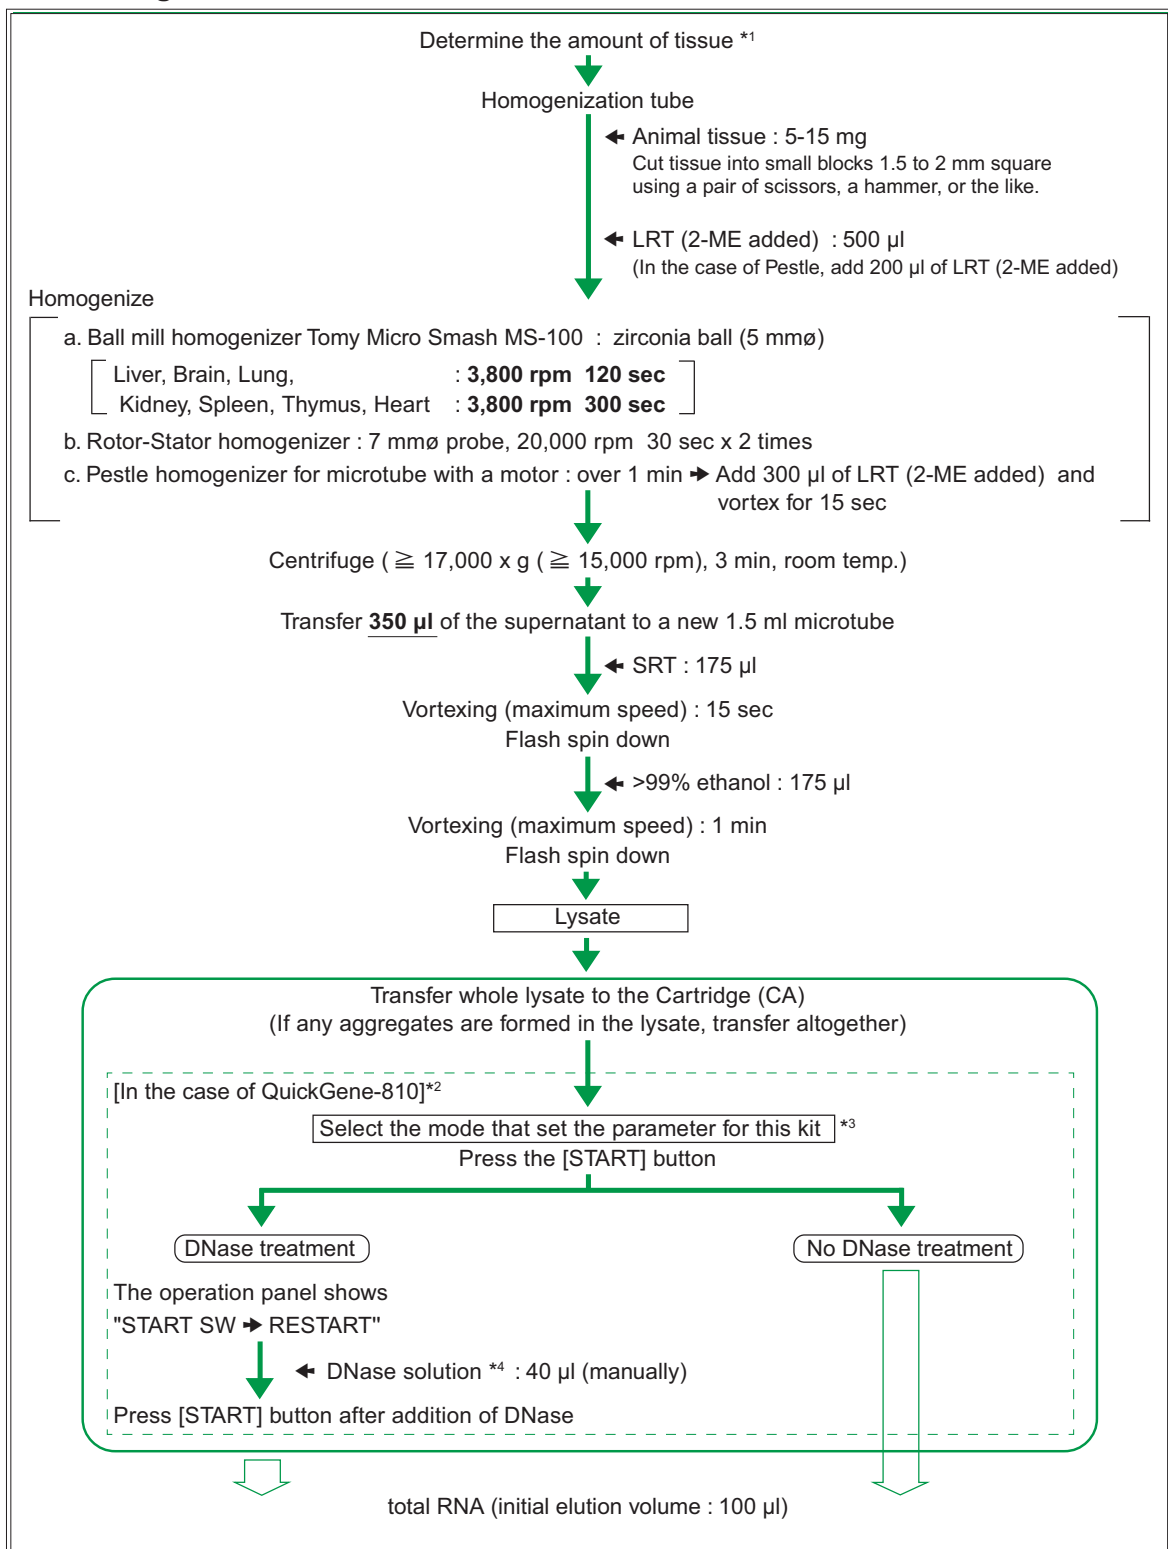 Determine the amount of tissue *1
Homogenization tube
Animal tissue : 5-15 mg
Cut tissue into small blocks 1.5 to 2 mm square
using a pair of scissors, a hammer, or the like.
LRT (2-ME added) : 500 µl
(In the case of Pestle, add 200 µl of LRT (2-ME added)
Homogenize
a. Ball mill homogenizer Tomy Micro Smash MS-100 : zirconia ball (5 mmø)
Liver, Brain, Lung, : 3,800 rpm 120 sec
Kidney, Spleen, Thymus, Heart : 3,800 rpm 300 sec
b. Rotor-Stator homogenizer : 7 mmø probe, 20,000 rpm 30 sec x 2 times
c. Pestle homogenizer for microtube with a motor : over 1 min ➔ Add 300 µl of LRT (2-ME added) and
vortex for 15 sec
Centrifuge ( ≧ 17,000 x g ( ≧ 15,000 rpm), 3 min, room temp.)
Transfer 350 µl of the supernatant to a new 1.5 ml microtube
SRT : 175 µl
Vortexing (maximum speed) : 15 sec
Flash spin down
>99% ethanol : 175 µl
Vortexing (maximum speed) : 1 min
Flash spin down
Lysate
Transfer whole lysate to the Cartridge (CA)
(If any aggregates are formed in the lysate, transfer altogether)
[In the case of QuickGene-810]*2
Select the mode that set the parameter for this kit *3
Press the [START] button
DNase treatment
No DNase treatment
The operation panel shows
"START SW ➔ RESTART"
DNase solution *4 : 40 µl (manually)
Press [START] button after addition of DNase
total RNA (initial elution volume : 100 µl)